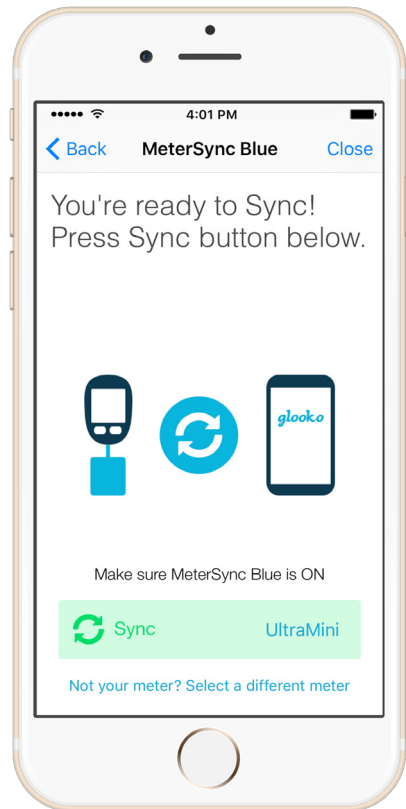 4:01 PM
Back MeterSync Blue Close
You're ready to Sync!
Press Sync button below.
glooko
Make sure MeterSync Blue is ON
Sync UltraMini
Not your meter? Select a different meter